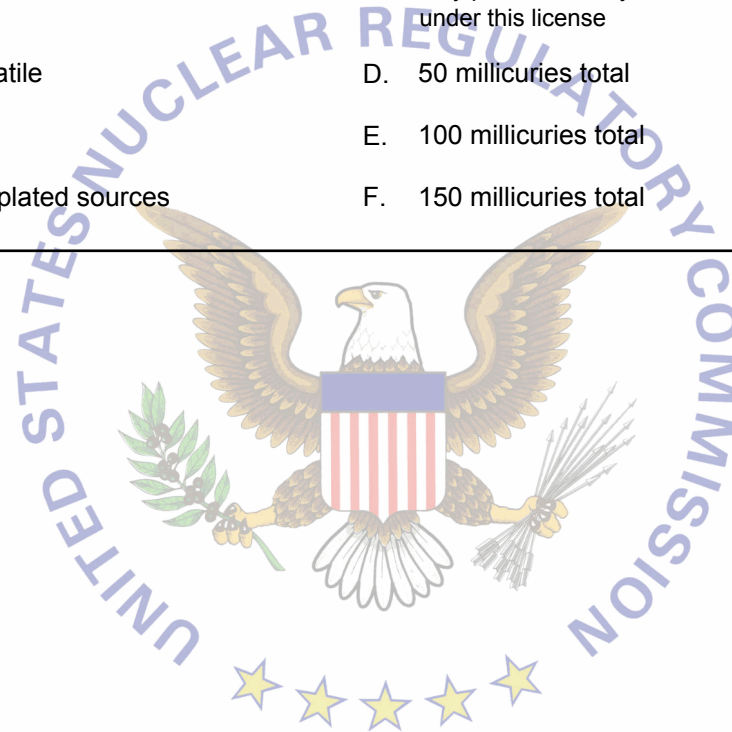 under this license
D. 50 millicuries total
E. 100 millicuries total
plated sources F. 150 millicuries total
UNITED STATES NUCLEAR REGULATORY COMMISSION